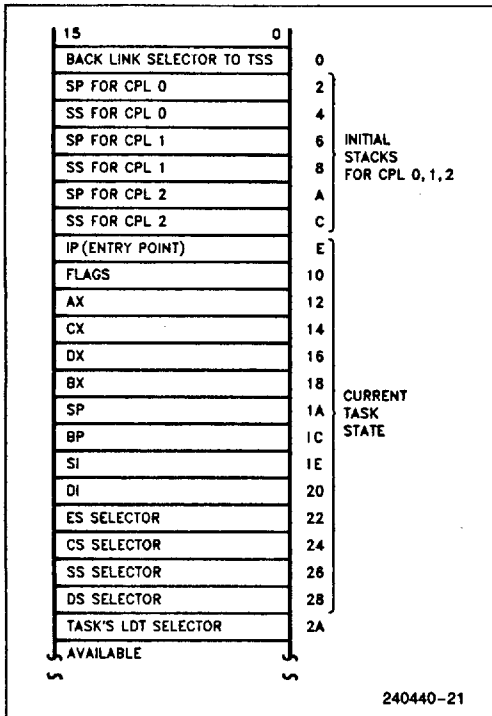 15 0
BACK LINK SELECTOR TO TSS 0
SP FOR CPL 0 2
SS FOR CPL 0 4
SP FOR CPL 1 6
SS FOR CPL 1 8
SP FOR CPL 2 A
SS FOR CPL 2 C
INITIAL
STACKS
FOR CPL 0, 1, 2
IP (ENTRY POINT) E
FLAGS 10
AX 12
CX 14
DX 16
BX 18
SP 1A
BP 1C
SI 1E
DI 20
ES SELECTOR 22
CS SELECTOR 24
SS SELECTOR 26
DS SELECTOR 28
CURRENT
TASK
STATE
TASK'S LDT SELECTOR 2A
AVAILABLE
240440-21